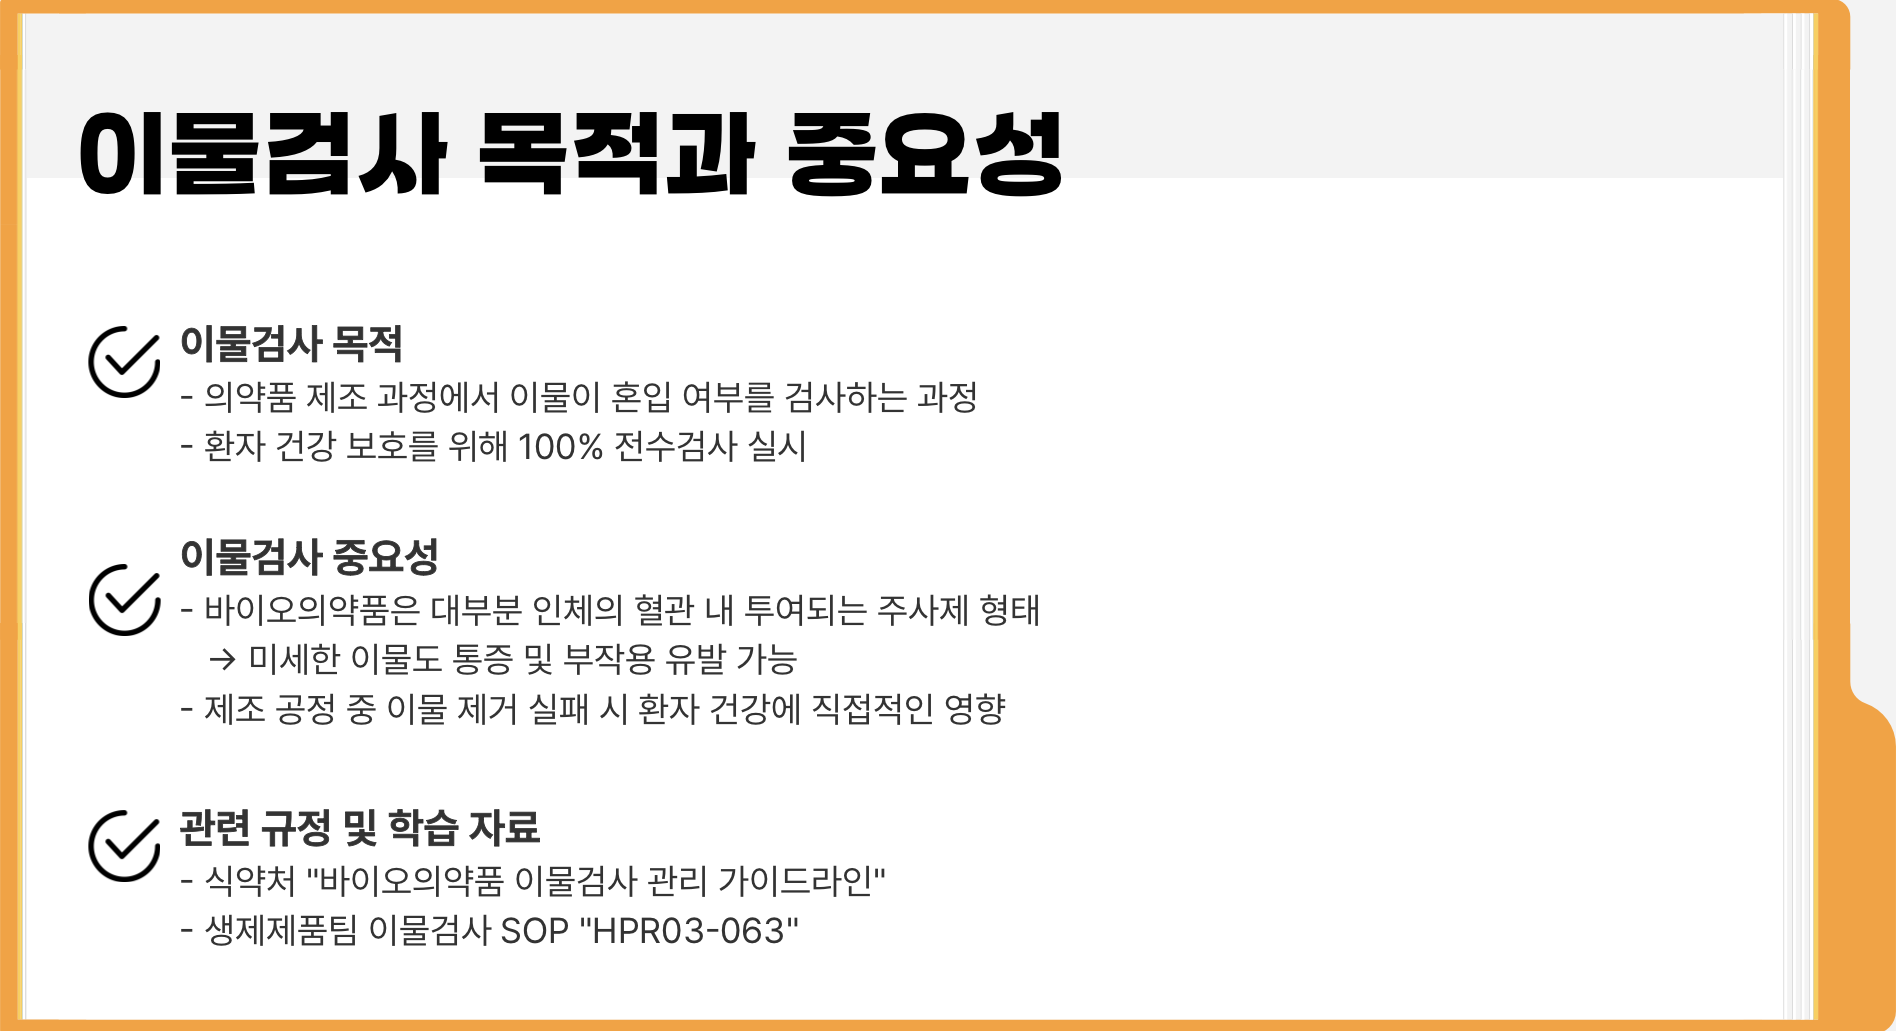 이물검사 목적과 중요성
이물검사 목적
- 의약품 제조 과정에서 이물이 혼입 여부를 검사하는 과정
- 환자 건강 보호를 위해 100% 전수검사 실시
이물검사 중요성
- 바이오의약품은 대부분 인체의 혈관 내 투여되는 주사제 형태
→ 미세한 이물도 통증 및 부작용 유발 가능
- 제조 공정 중 이물 제거 실패 시 환자 건강에 직접적인 영향
관련 규정 및 학습 자료
- 식약처 "바이오의약품 이물검사 관리 가이드라인"
- 생제제품팀 이물검사 SOP "HPR03-063"